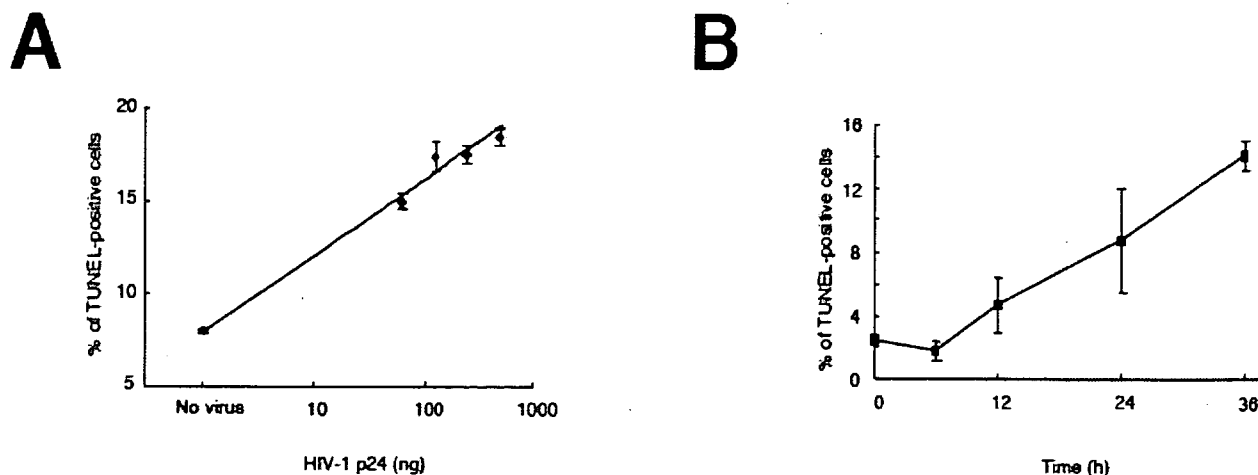 A
B
% of TUNEL-positive cells
20
15
10
5
No virus
10
100
1000
HIV-1 p24 (ng)
% of TUNEL-positive cells
16
12
8
4
0
0
12
24
36
Time (h)